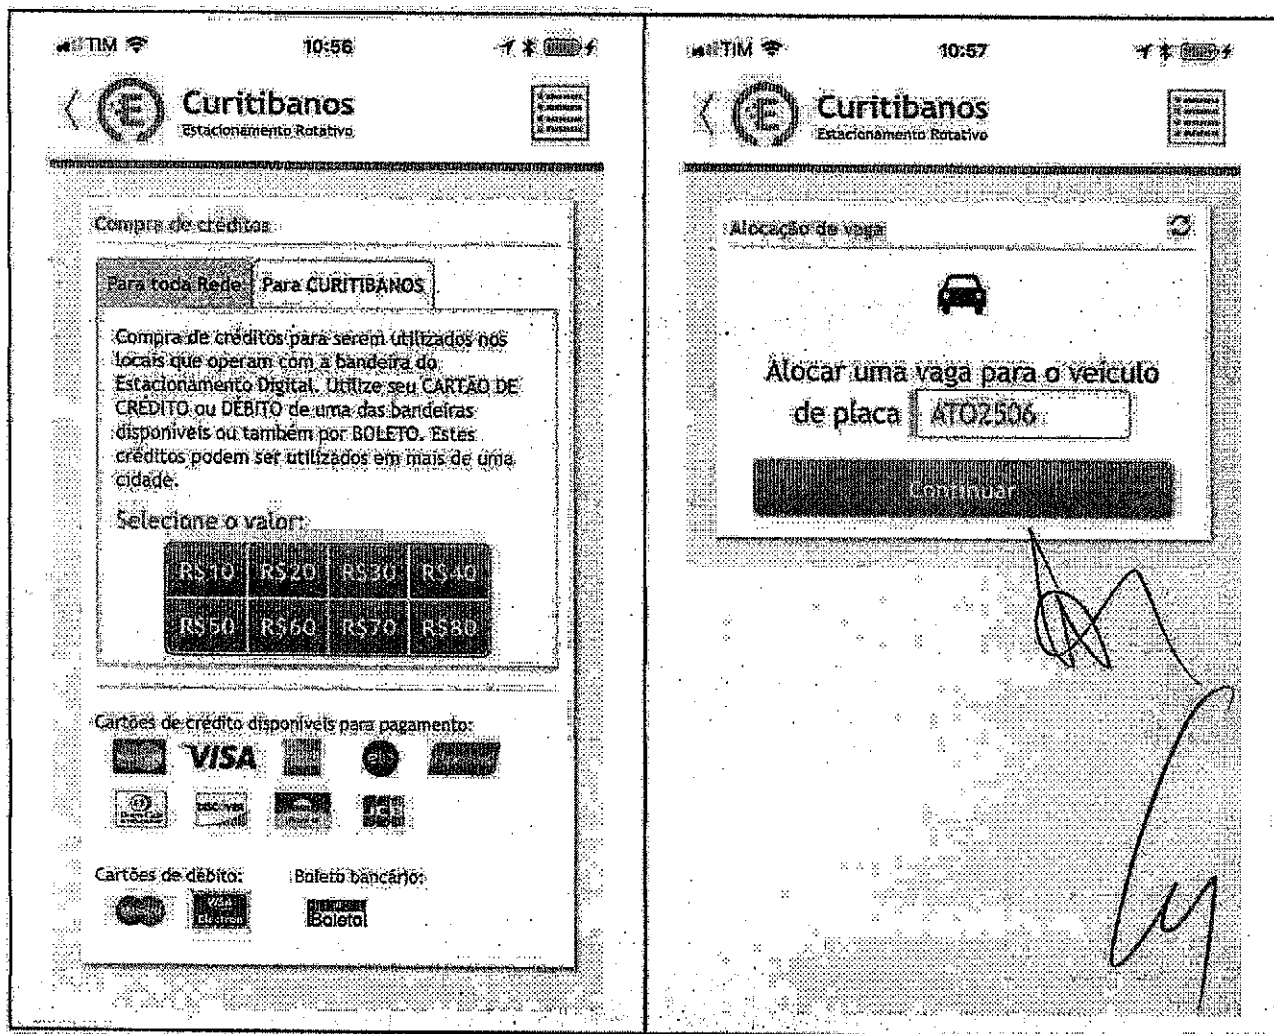 TIM 10:56
Curitibanos
Estacionamento Rotativo
Compra de créditos
Para toda Rede Para CURITIBANOS
Compra de créditos para serem utilizados nos
locais que operam com a bandeira do
Estacionamento Digital. Utilize seu CARTÃO DE
CRÉDITO ou DÉBITO de uma das bandeiras
disponíveis ou também por BOLETO. Estes
créditos podem ser utilizados em mais de uma
cidade.
Selecione o valor:
R$10 R$20 R$30 R$40
R$50 R$60 R$70 R$80
Cartões de crédito disponíveis para pagamento:
VISA
DISCOVER JCB
Cartões de débito: Boleto bancário:
VISA Electron Boleto
TIM 10:57
Curitibanos
Estacionamento Rotativo
Alocação de vaga
Alocar uma vaga para o veículo
de placa ATO2506
Continuar